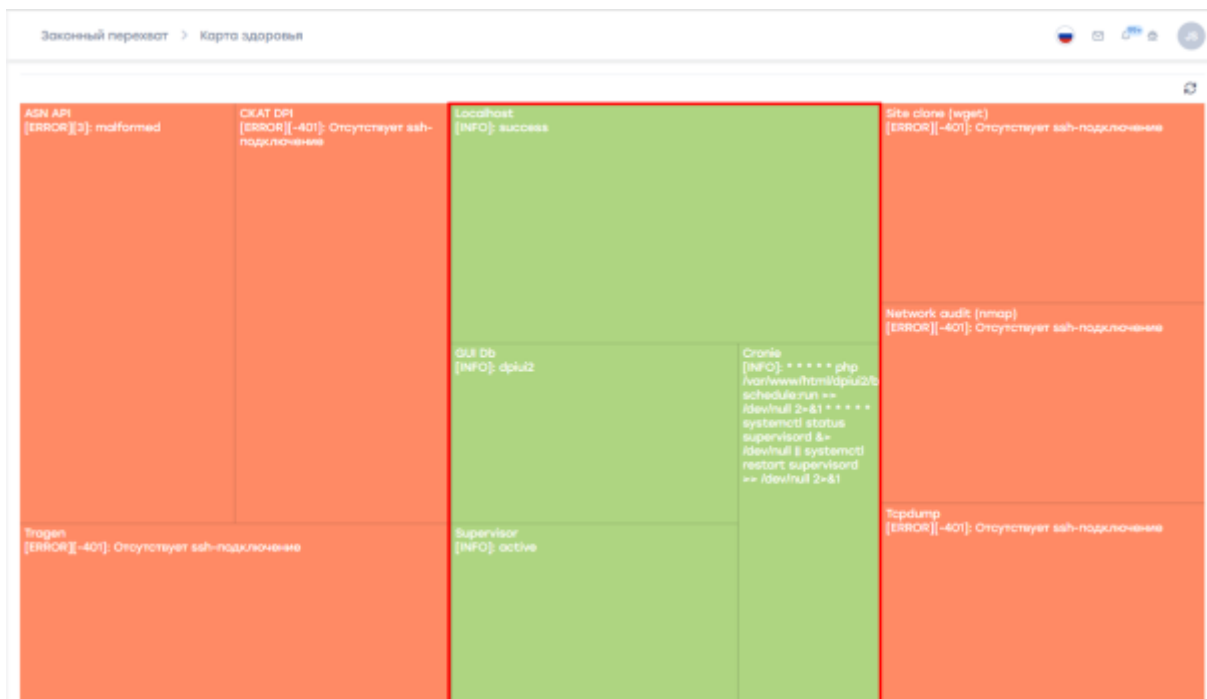 Законный перехват > Карта здоровья
JS
ASN API
[ERROR][3]: malformed
СКАТ DPI
[ERROR][-401]: Отсутствует ssh-
подключение
Localhost
[INFO]: success
Site clone (wget)
[ERROR][-401]: Отсутствует ssh-подключение
Network audit (nmap)
[ERROR][-401]: Отсутствует ssh-подключение
GUI Db
[INFO]: dpiui2
Cronie
[INFO]: * * * * * php
/var/www/html/dpiui2/b
schedule:run >>
/dev/null 2>&1 * * * * *
systemctl status
supervisord &>
/dev/null || systemctl
restart supervisord
>> /dev/null 2>&1
Tragen
[ERROR][-401]: Отсутствует ssh-подключение
Supervisor
[INFO]: active
Tcpdump
[ERROR][-401]: Отсутствует ssh-подключение